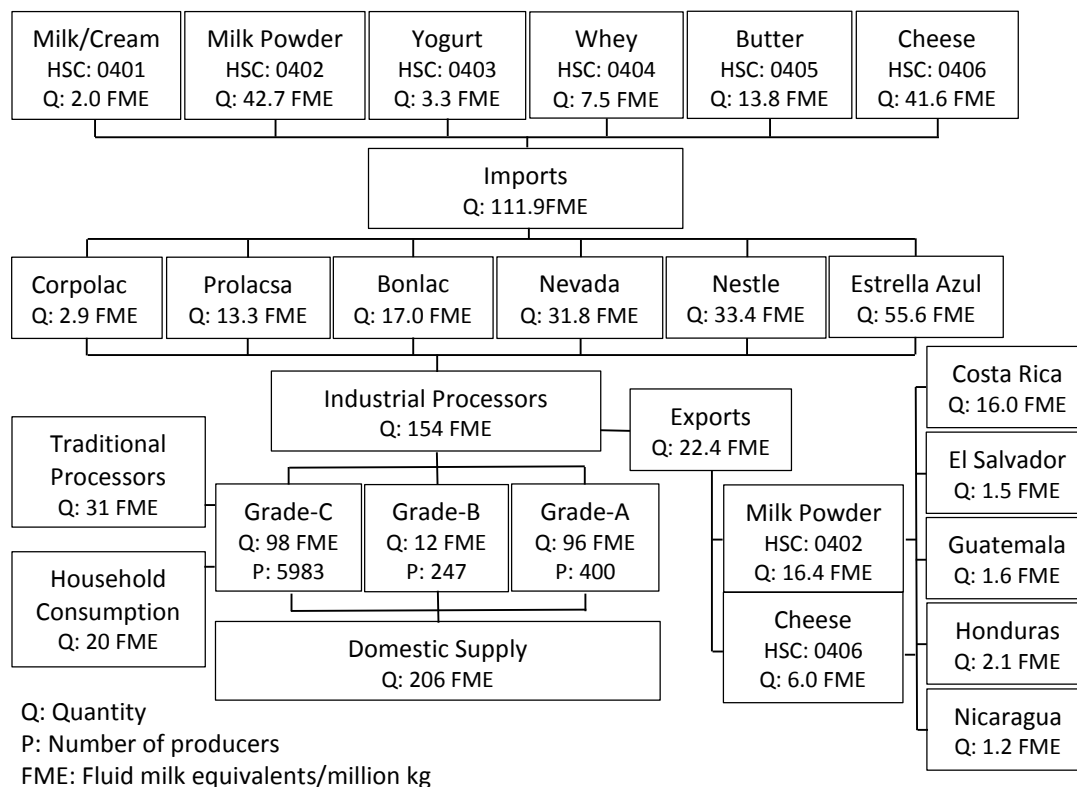 Milk/Cream
HSC: 0401
Q: 2.0 FME
Milk Powder
HSC: 0402
Q: 42.7 FME
Yogurt
HSC: 0403
Q: 3.3 FME
Whey
HSC: 0404
Q: 7.5 FME
Butter
HSC: 0405
Q: 13.8 FME
Cheese
HSC: 0406
Q: 41.6 FME
Imports
Q: 111.9FME
Corpolac
Q: 2.9 FME
Prolacsa
Q: 13.3 FME
Bonlac
Q: 17.0 FME
Nevada
Q: 31.8 FME
Nestle
Q: 33.4 FME
Estrella Azul
Q: 55.6 FME
Industrial Processors
Q: 154 FME
Exports
Q: 22.4 FME
Traditional
Processors
Q: 31 FME
Household
Consumption
Q: 20 FME
Grade-C
Q: 98 FME
P: 5983
Grade-B
Q: 12 FME
P: 247
Grade-A
Q: 96 FME
P: 400
Domestic Supply
Q: 206 FME
Milk Powder
HSC: 0402
Q: 16.4 FME
Cheese
HSC: 0406
Q: 6.0 FME
Costa Rica
Q: 16.0 FME
El Salvador
Q: 1.5 FME
Guatemala
Q: 1.6 FME
Honduras
Q: 2.1 FME
Nicaragua
Q: 1.2 FME
Q: Quantity
P: Number of producers
FME: Fluid milk equivalents/million kg